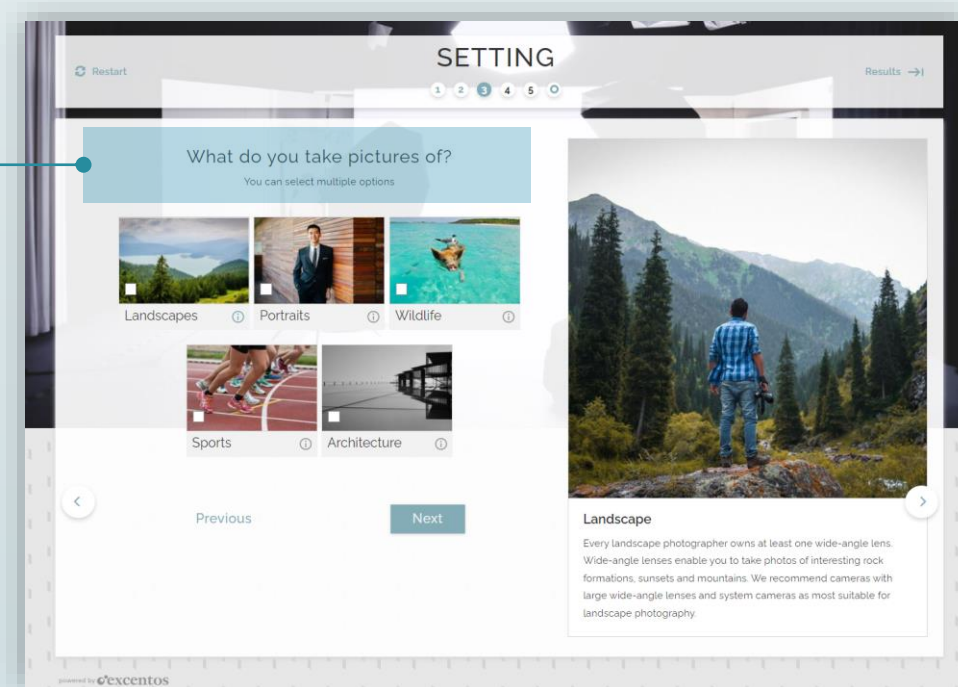 Restart
SETTING
1 2 3 4 5
Results
What do you take pictures of?
You can select multiple options
Landscapes
Portraits
Wildlife
Sports
Architecture
Previous
Next
Landscape
Every landscape photographer owns at least one wide-angle lens.
Wide-angle lenses enable you to take photos of interesting rock
formations, sunsets and mountains. We recommend cameras with
large wide-angle lenses and system cameras as most suitable for
landscape photography.
powered by excentos